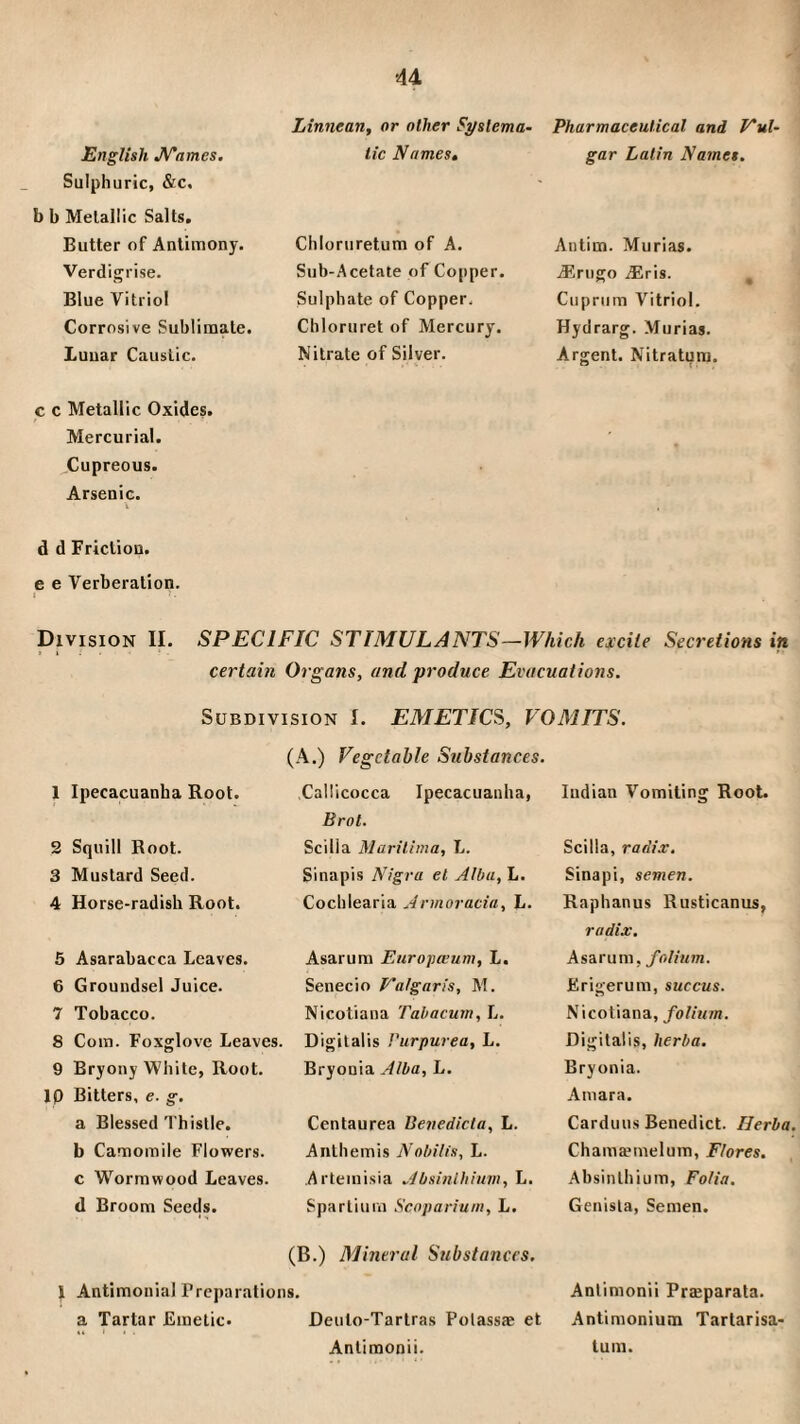 44
Linnean, or other Systema- Pharmaceutical and Vul-
English Names. tic Names. gar Latin Names.
Sulphuric, &c.
b b Metallic Salts.
Butter of Antimony. Chloruretum of A. Antim. Murias.
Verdigrise. Sub-Acetate of Copper. Ærugo Æris.
Blue Vitriol Sulphate of Copper. Cuprum Vitriol.
Corrosive Sublimate. Chloruret of Mercury. Hydrarg. Murias.
Lunar Caustic. Nitrate of Silver. Argent. Nitratum.
c c Metallic Oxides.
Mercurial.
Cupreous.
Arsenic.
d d Friction.
e e Verberation.
Division II. SPECIFIC STIMULANTS—Which excite Secretions in
certain Organs, and produce Evacuations.
Subdivision I. EMETICS, VOMITS.
(A.) Vegetable Substances.
1 Ipecacuanha Root. Callicocca Ipecacuanha, Indian Vomiting Root.
Brot.
2 Squill Root. Scilla Maritima, L. Scilla, radix.
3 Mustard Seed. Sinapis Nigra et Alba, L. Sinapi, semen.
4 Horse-radish Root. Cochlearia Armoracia, L. Raphanus Rusticanus,
radix.
5 Asarabacca Leaves. Asarum Europæum, L. Asarum, folium.
6 Groundsel Juice. Senecio Valgaris, M. Erigerum, succus.
7 Tobacco. Nicotiana Tabacum, L. Nicotiana, folium.
8 Com. Foxglove Leaves. Digitalis Purpurea, L. Digitalis, herba.
9 Bryony White, Root. Bryonia Alba, L. Bryonia.
10 Bitters, e. g. Amara.
a Blessed Thistle. Centaurea Benedicta, L. Carduus Benedict. Herba.
b Camomile Flowers. Anthemis Nobilis, L. Chamæmelum, Flores.
c Wormwood Leaves. Artemisia Absinthium, L. Absinthium, Folia.
d Broom Seeds. Spartium Scoparium, L. Genista, Semen.
(B.) Mineral Substances.
1 Antimonial Preparations. Antimonii Præparata.
a Tartar Emetic. Deuto-Tartras Potassæ et Antimonium Tartarisa-
Antimonii. tum.